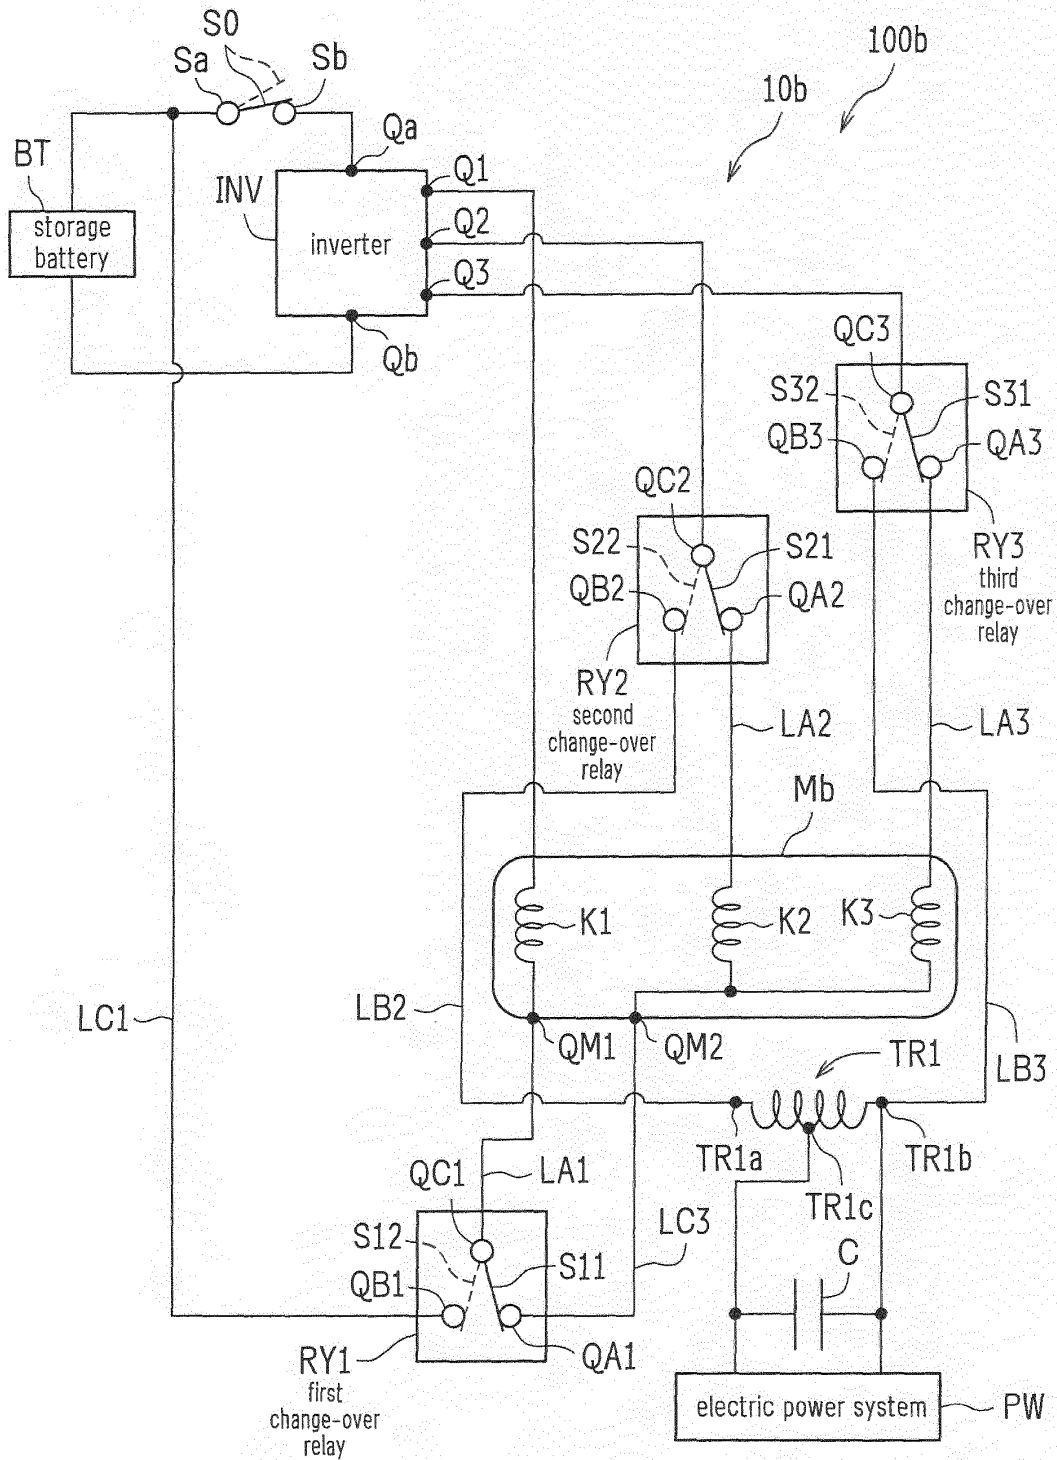 S0
100b
Sa
Sb
10b
Qa
BT
INV
Q1
storage
battery
inverter
Q2
Q3
QC3
Qb
S32
S31
QB3
QA3
QC2
S22
S21
RY3
third
change-over
relay
QB2
QA2
RY2
second
change-over
relay
LA2
LA3
Mb
K1
K2
K3
LC1
LB2
QM1
QM2
TR1
LB3
TR1a
TR1b
QC1
LA1
TR1c
LC3
S12
C
QB1
S11
RY1
first
change-over
relay
QA1
electric power system
PW